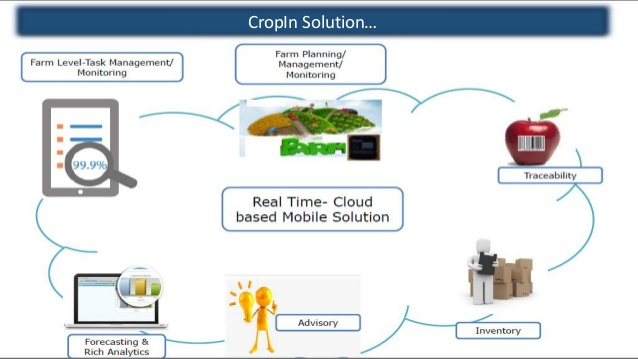 CropIn Solution...
Farm Level-Task Management/
Monitoring
Farm Planning/
Management/
Monitoring
99.9%
FARM
Traceability
Real Time- Cloud
based Mobile Solution
Forecasting &
Rich Analytics
Advisory
Inventory